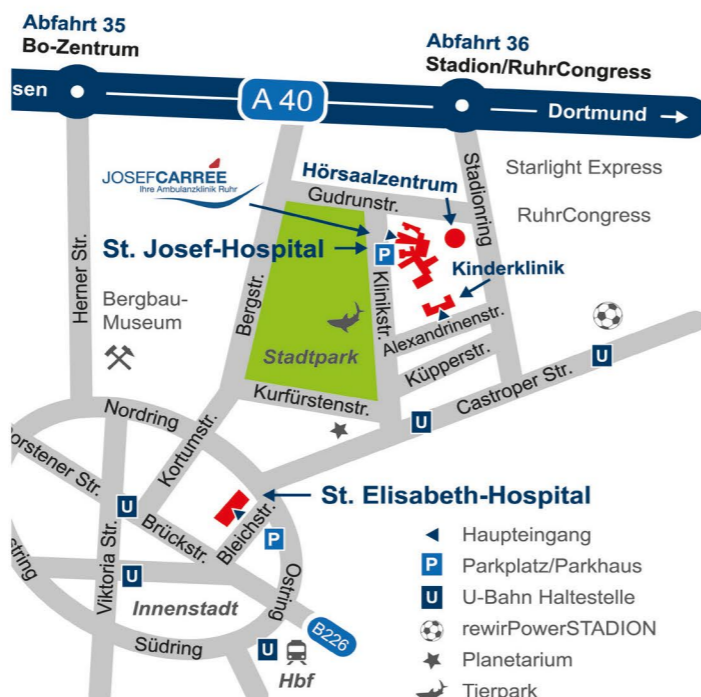 Abfahrt 35
Bo-Zentrum
Abfahrt 36
Stadion/RuhrCongress
sen
A 40
Dortmund
JOSEFCARRÉE
Ihre Ambulanzklinik Ruhr
Hörsaalzentrum
Gudrunstr.
Stadionring
Starlight Express
RuhrCongress
St. Josef-Hospital
P
Kinderklinik
Herner Str.
Bergstr.
Klinikstr.
Bergbau-
Museum
Stadtpark
Alexandrinenstr.
Küpperstr.
Castroper Str.
U
Kurfürstenstr.
Nordring
Kortumstr.
U
orstener Str.
St. Elisabeth-Hospital
U
Brückstr.
Bleichstr.
P
Viktoria Str.
Ostring
string
U
Innenstadt
Südring
B226
U
Hbf
Haupteingang
P Parkplatz/Parkhaus
U U-Bahn Haltestelle
rewirPowerSTADION
Planetarium
Tierpark